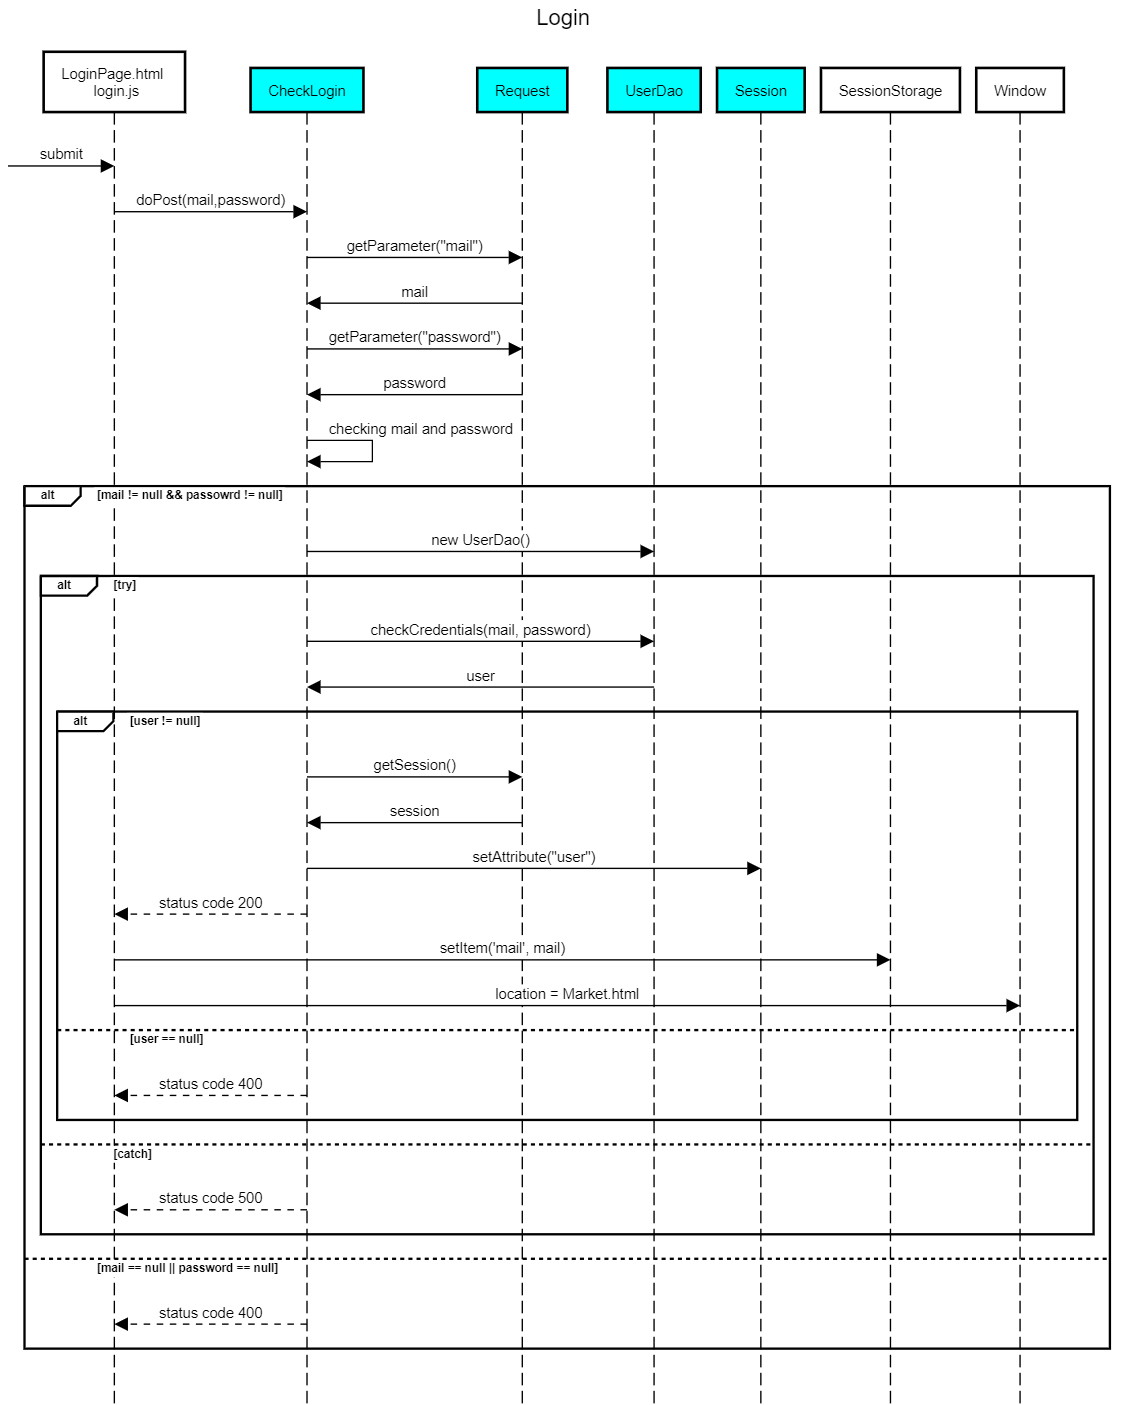 Login
LoginPage.html
login.js
CheckLogin
Request
UserDao
Session
SessionStorage
Window
submit
doPost(mail,password)
getParameter("mail")
mail
getParameter("password")
password
checking mail and password
alt
[mail != null && passowrd != null]
new UserDao()
alt
[try]
checkCredentials(mail, password)
user
alt
[user != null]
getSession()
session
setAttribute("user")
status code 200
setItem('mail', mail)
location = Market.html
[user == null]
status code 400
[catch]
status code 500
[mail == null || password == null]
status code 400